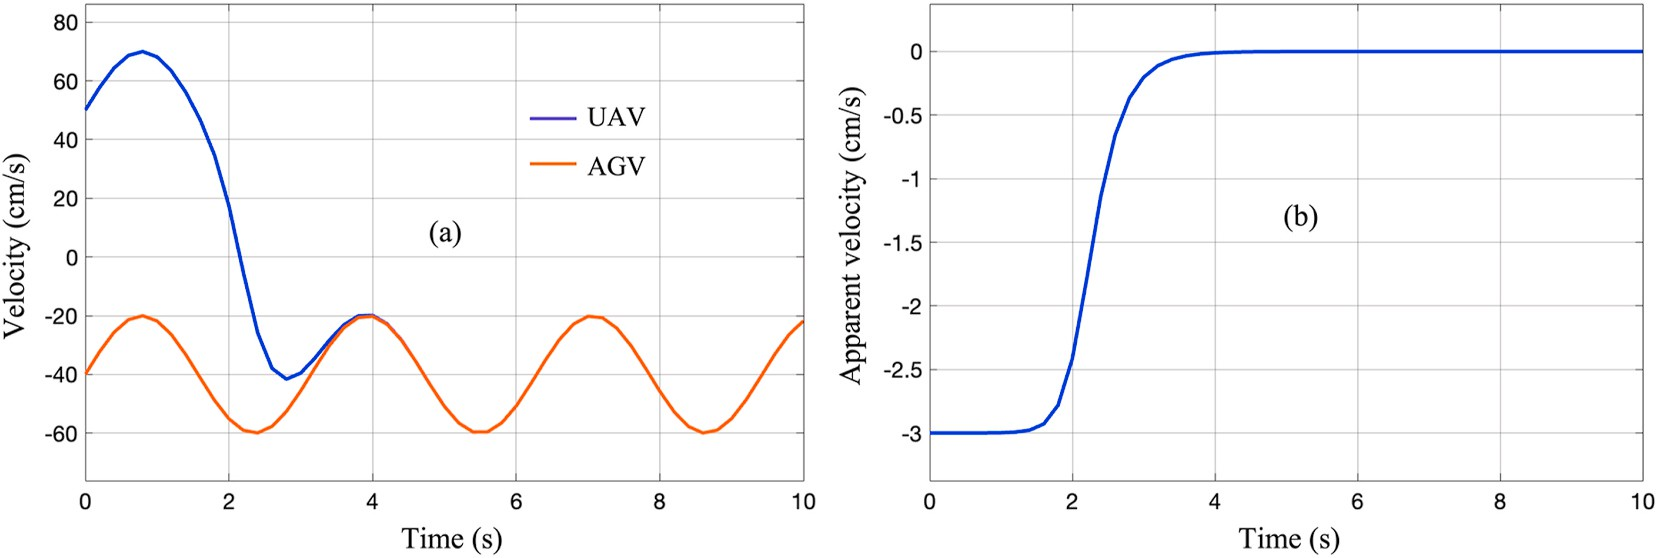 80
60
40
20
0
-20
-40
-60
0 2 4 6 8 10
Velocity (cm/s)
Time (s)
UAV
AGV
(a)
0
-0.5
-1
-1.5
-2
-2.5
-3
0 2 4 6 8 10
Apparent velocity (cm/s)
Time (s)
(b)